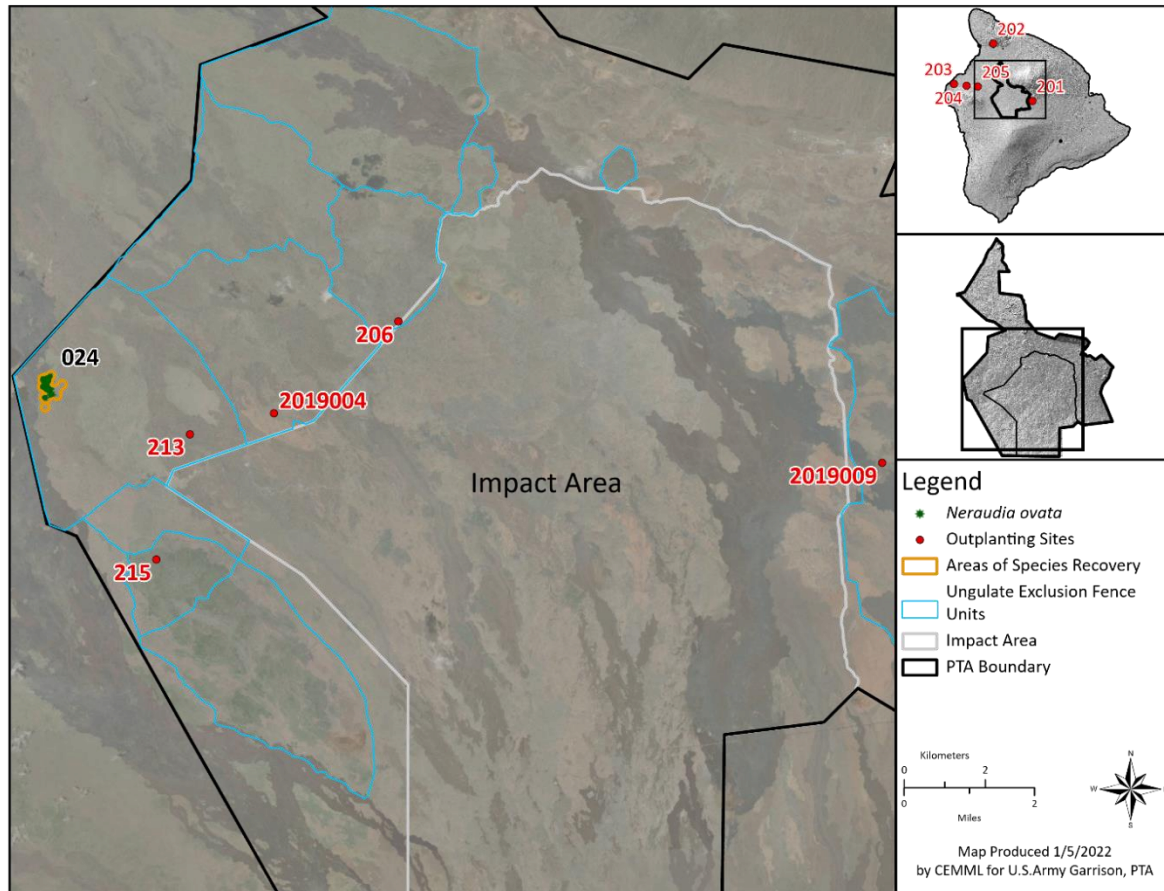 024
206
2019004
213
215
Impact Area
2019009
202
203
205
204
201
Legend
Neraudia ovata
Outplanting Sites
Areas of Species Recovery
Ungulate Exclusion Fence
Units
Impact Area
PTA Boundary
Kilometers
0 2
0 2
Miles
N
W
S
Map Produced 1/5/2022
by CEMML for U.S.Army Garrison, PTA